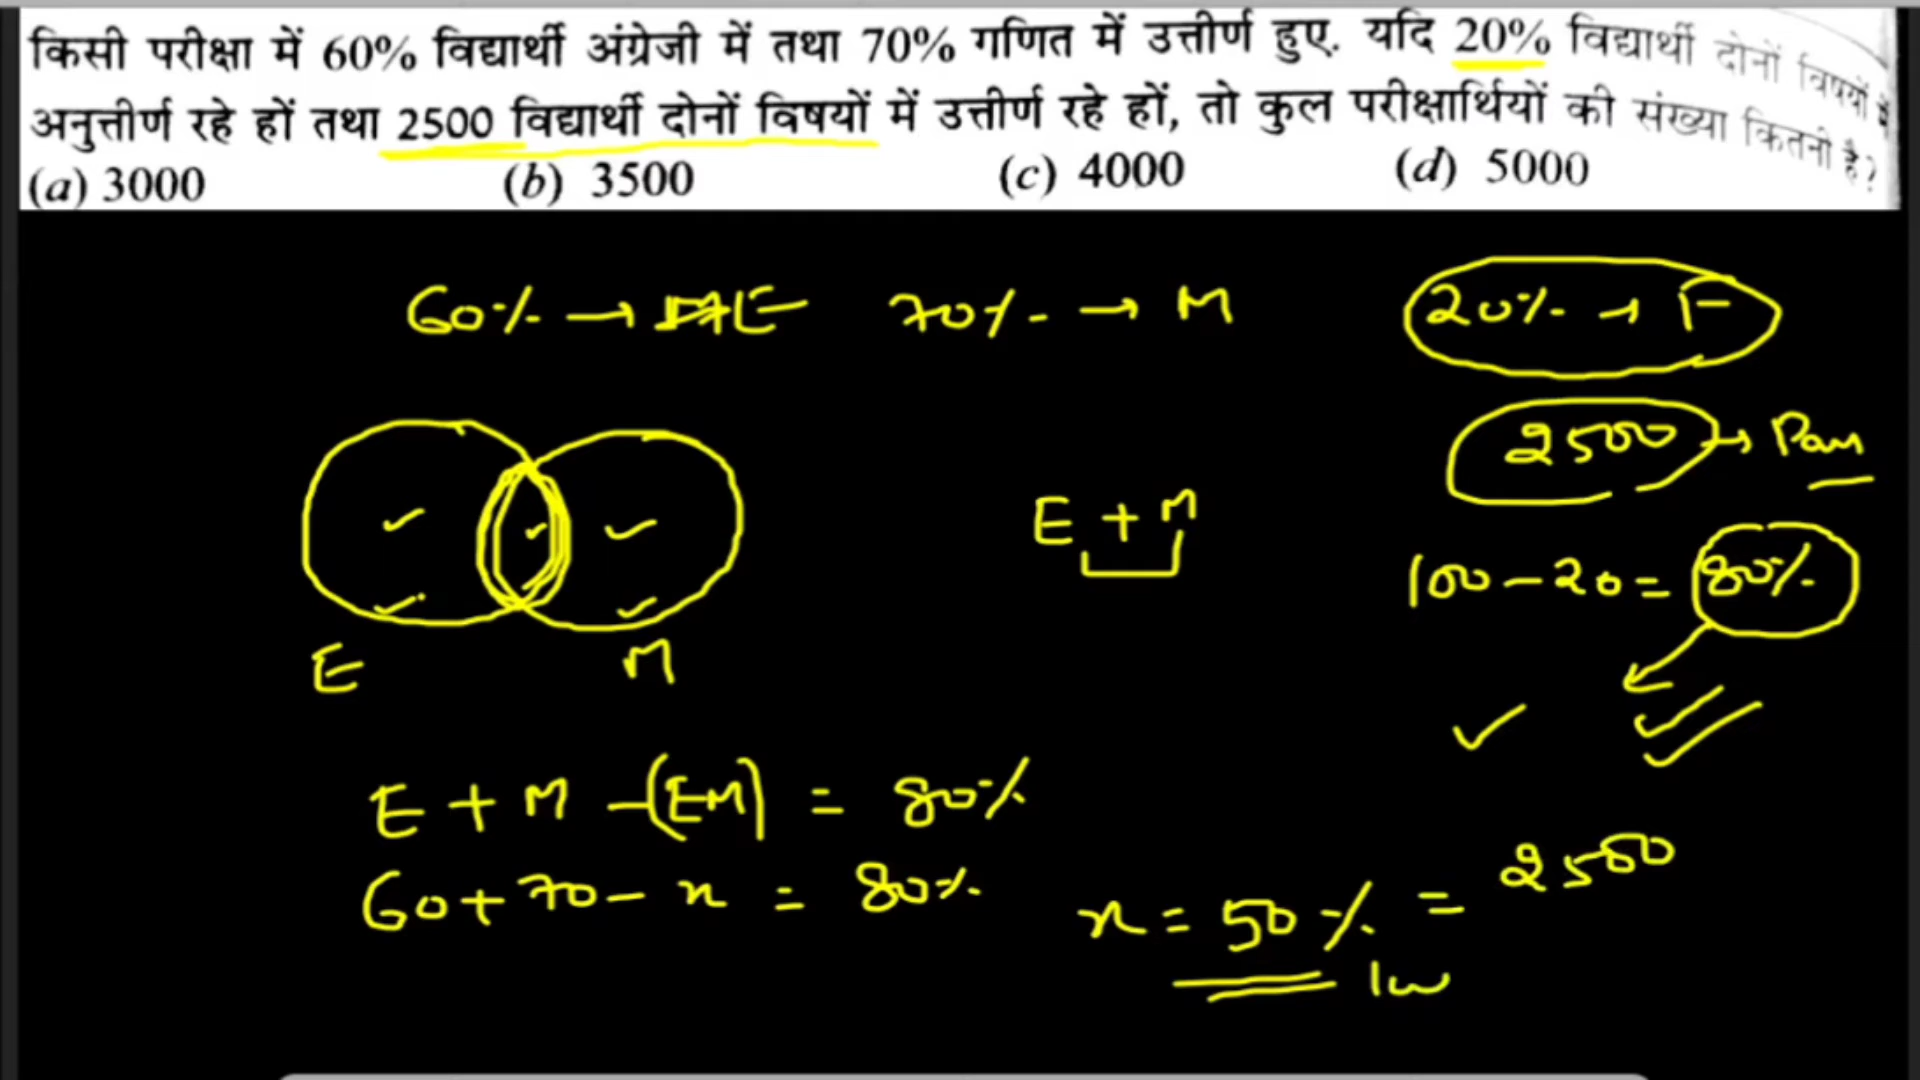 किसी परीक्षा में 60% विद्यार्थी अंग्रेजी में तथा 70% गणित में उत्तीर्ण हुए. यदि 20% विद्यार्थी दोनों विषयों में
अनुत्तीर्ण रहे हों तथा 2500 विद्यार्थी दोनों विषयों में उत्तीर्ण रहे हों, तो कुल परीक्षार्थियों की संख्या कितनी है?
(a) 3000 (b) 3500 (c) 4000 (d) 5000
60% → E 70% → M 20% → F
2500 → Pass
E + M
100 - 20 = 80%
E M
E + M - (EM) = 80%
60 + 70 - x = 80%
x = 50% = 2500
100